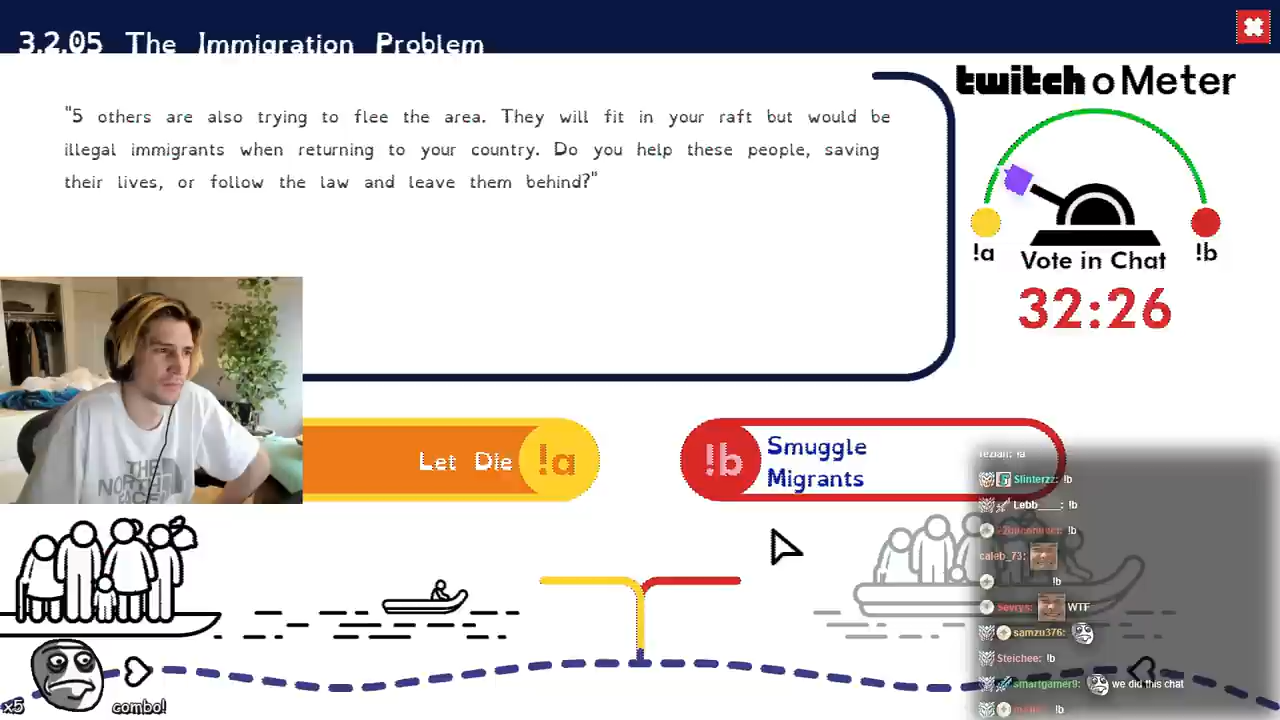 3.2.05 The Immigration Problem
"5 others are also trying to flee the area. They will fit in your raft but would be
illegal immigrants when returning to your country. Do you help these people, saving
their lives, or follow the law and leave them behind?"
twitch o Meter
!a
!b
Vote in Chat
32:26
THE
NORTH
FACE
Let Die !a
!b Smuggle
Migrants
!a
Slinterzz: !b
Lebb____: !b
!b
caleb_73:
!b
Sevrys: WTF
samzu376:
Steichee: !b
smartgamer9: we did this chat
!b
x5 combo!